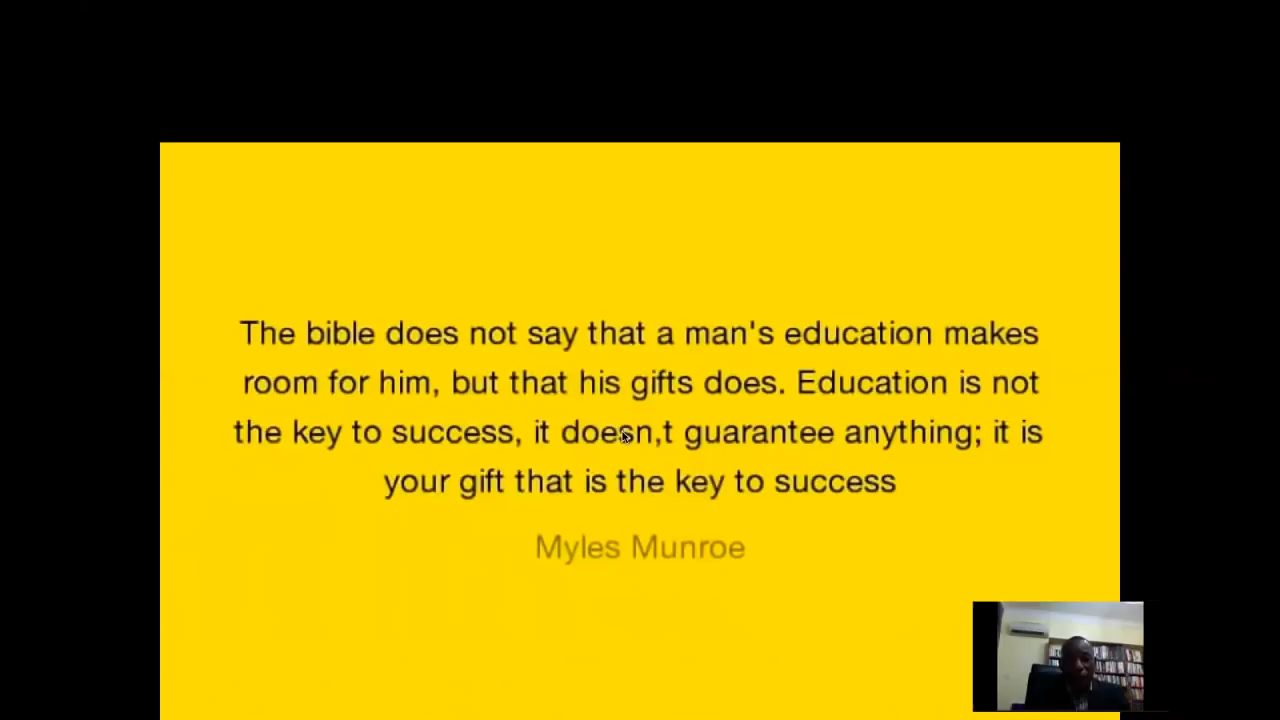 The bible does not say that a man's education makes
room for him, but that his gifts does. Education is not
the key to success, it doesn,t guarantee anything; it is
your gift that is the key to success
Myles Munroe